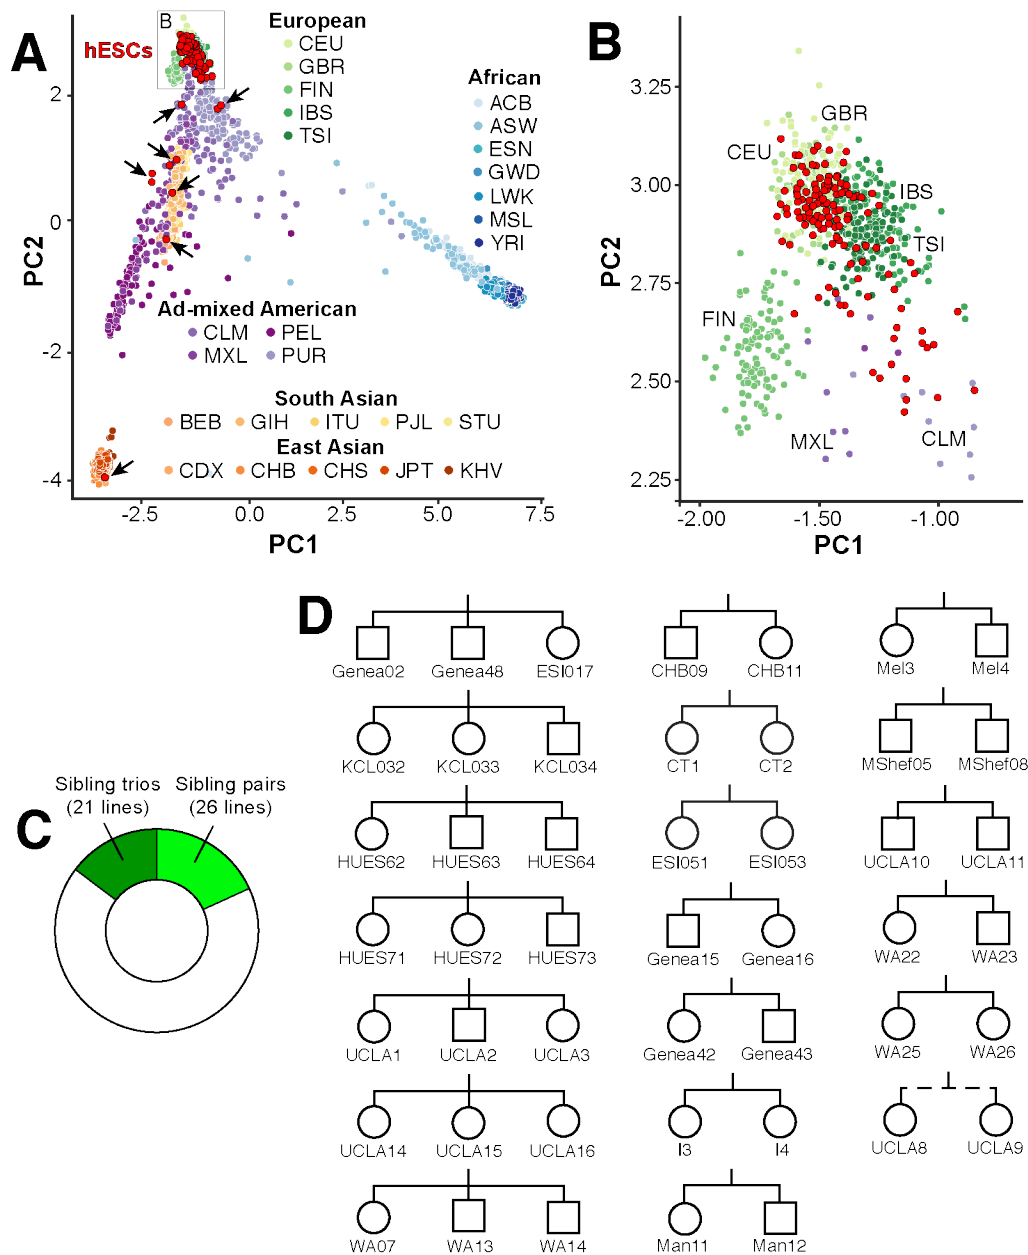 A
B
hESCs
European
CEU
GBR
FIN
IBS
TSI
African
ACB
ASW
ESN
GWD
LWK
MSL
YRI
Ad-mixed American
CLM
PEL
MXL
PUR
South Asian
BEB
GIH
ITU
PJL
STU
East Asian
CDX
CHB
CHS
JPT
KHV
PC2
2
0
-2
-4
-2.5
0.0
2.5
5.0
7.5
PC1
B
GBR
CEU
IBS
TSI
FIN
MXL
CLM
PC2
3.25
3.00
2.75
2.50
2.25
-2.00
-1.50
-1.00
PC1
C
Sibling trios
(21 lines)
Sibling pairs
(26 lines)
D
Genea02 Genea48 ESI017
CHB09 CHB11
Mel3 Mel4
KCL032 KCL033 KCL034
CT1 CT2
MShef05 MShef08
HUES62 HUES63 HUES64
ESI051 ESI053
UCLA10 UCLA11
HUES71 HUES72 HUES73
Genea15 Genea16
WA22 WA23
UCLA1 UCLA2 UCLA3
Genea42 Genea43
WA25 WA26
UCLA14 UCLA15 UCLA16
I3 I4
UCLA8 UCLA9
WA07 WA13 WA14
Man11 Man12